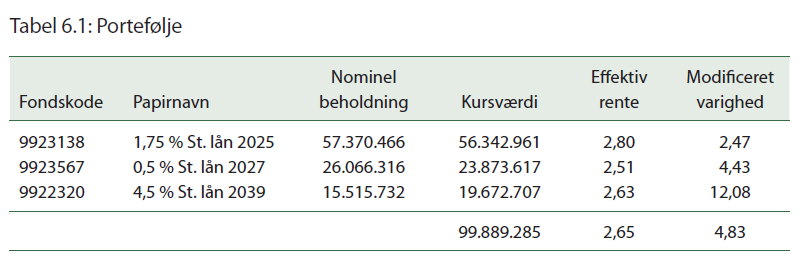 Tabel 6.1: Portefølje
Nominel Effektiv Modificeret
Fondskode Papirnavn beholdning Kursværdi rente varighed
9923138 1,75 % St. lån 2025 57.370.466 56.342.961 2,80 2,47
9923567 0,5 % St. lån 2027 26.066.316 23.873.617 2,51 4,43
9922320 4,5 % St. lån 2039 15.515.732 19.672.707 2,63 12,08
99.889.285 2,65 4,83